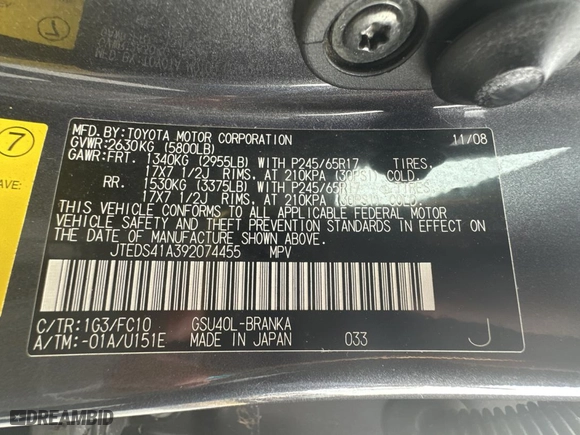 7
AVE:
MFD. BY: TOYOTA MOTOR CORPORATION 11/08
GVWR: 2630KG (5800LB)
GAWR: FRT. 1340KG (2955LB) WITH P245/65R17 TIRES.
17X7 1/2J RIMS. AT 210KPA (30PSI) COLD.
RR. 1530KG (3375LB) WITH P245/65R17 TIRES.
17X7 1/2J RIMS. AT 210KPA (30PSI) COLD.
THIS VEHICLE CONFORMS TO ALL APPLICABLE FEDERAL MOTOR
VEHICLE SAFETY AND THEFT PREVENTION STANDARDS IN EFFECT ON
THE DATE OF MANUFACTURE SHOWN ABOVE.
JTEDS41A392074455 MPV
C/TR: 1G3/FC10 GSU40L-BRANKA
A/TM: -01A/U151E MADE IN JAPAN 033 J
DREAMBID